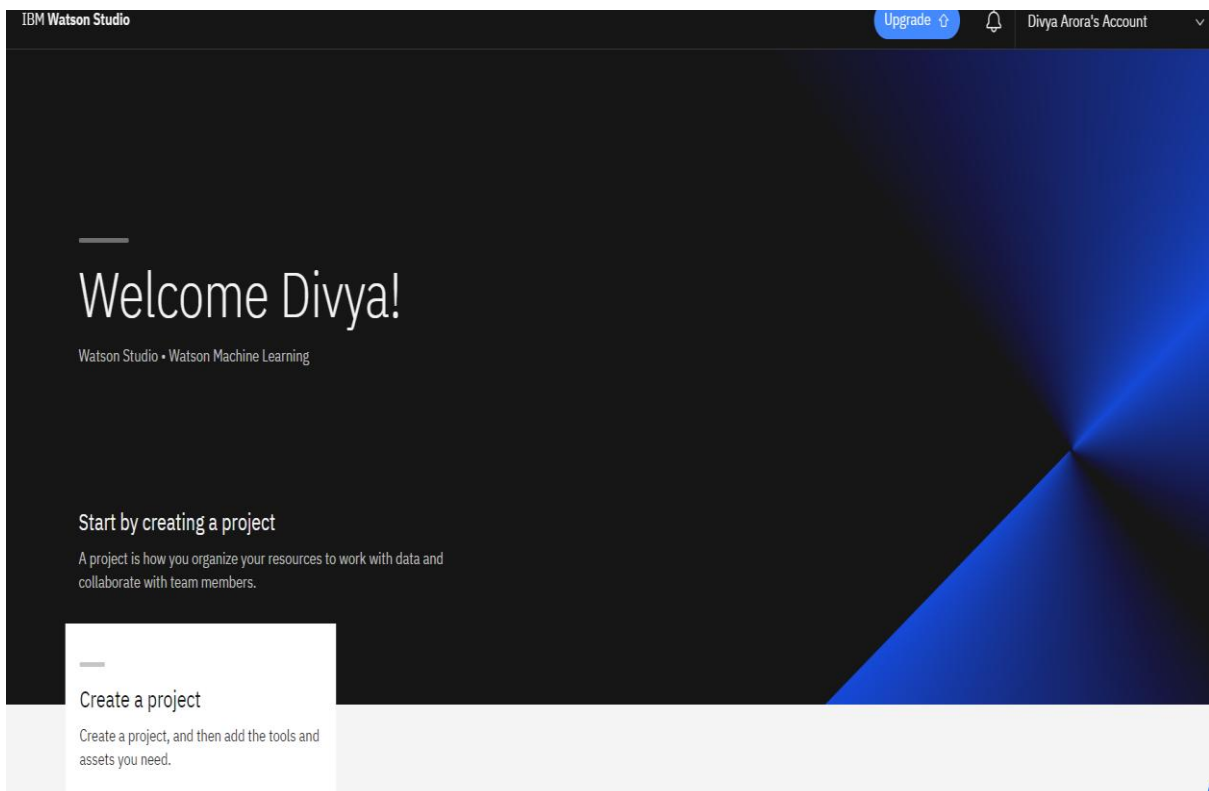 IBM Watson Studio
Upgrade
Divya Arora's Account
Welcome Divya!
Watson Studio • Watson Machine Learning
Start by creating a project
A project is how you organize your resources to work with data and
collaborate with team members.
Create a project
Create a project, and then add the tools and
assets you need.